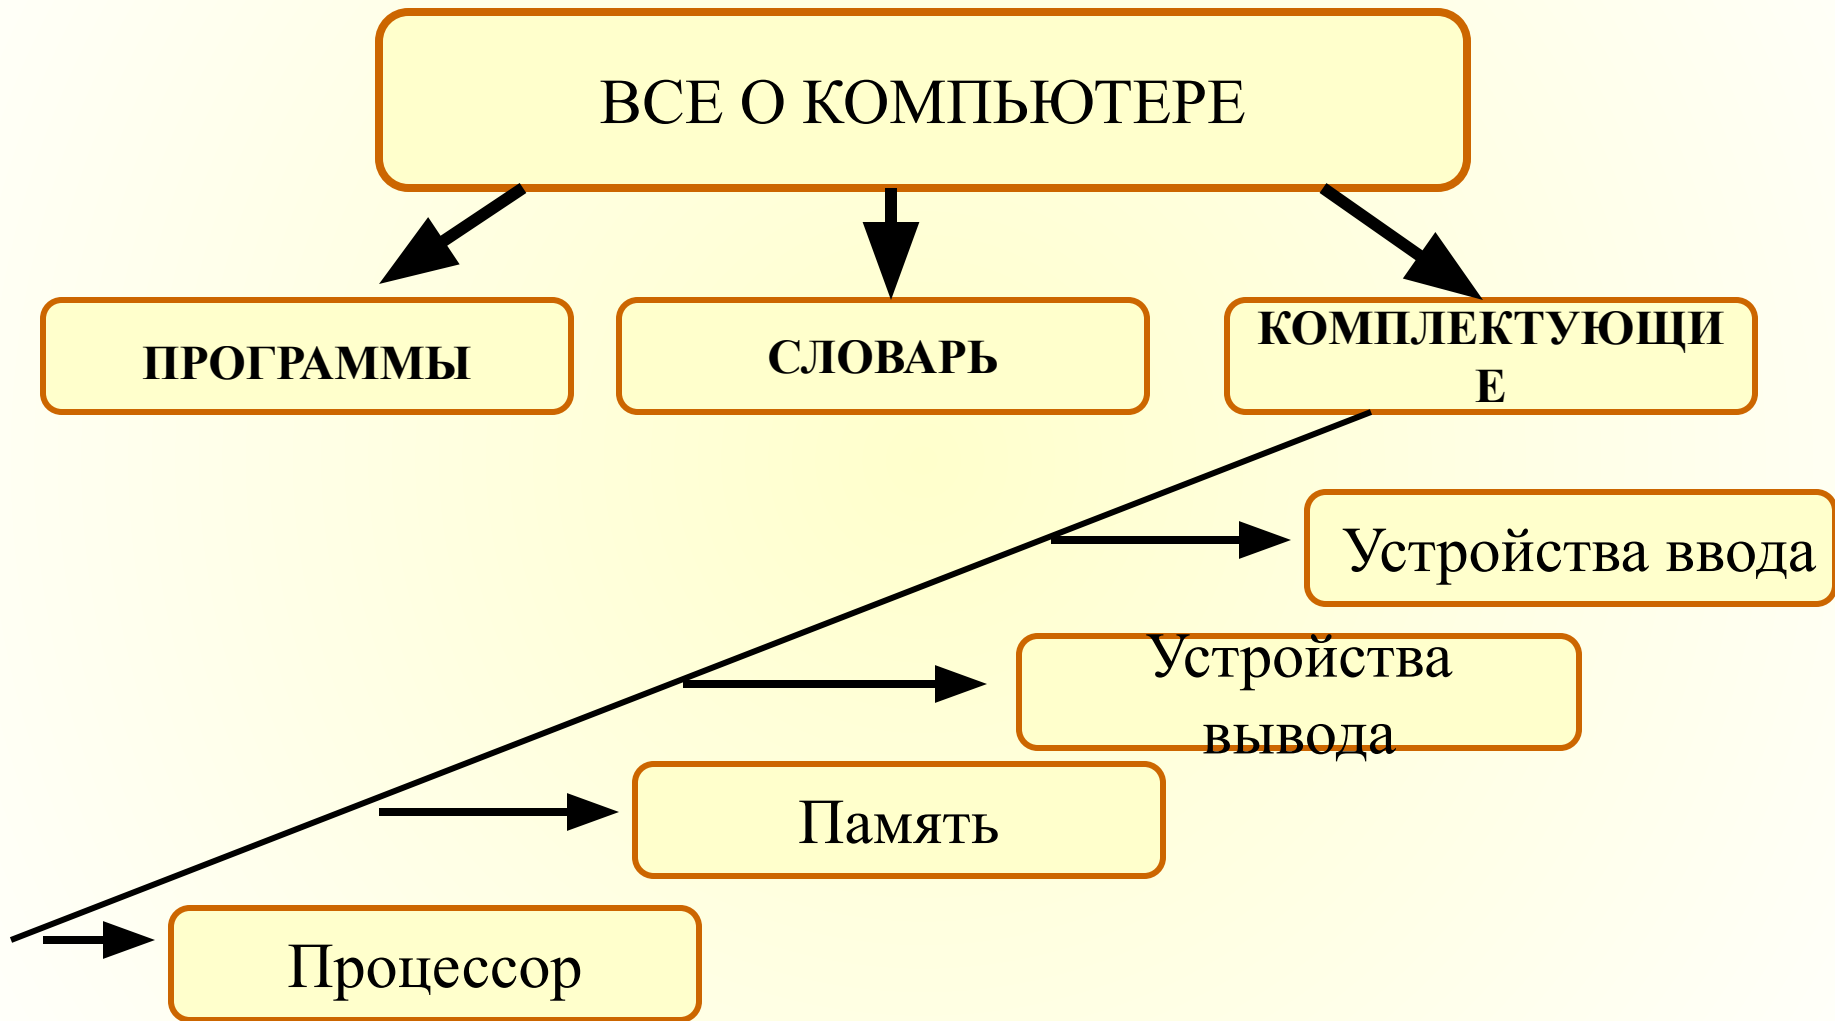 ВСЕ О КОМПЬЮТЕРЕ
ПРОГРАММЫ
СЛОВАРЬ
КОМПЛЕКТУЮЩИ
Е
Устройства ввода
Устройства
вывода
Память
Процессор